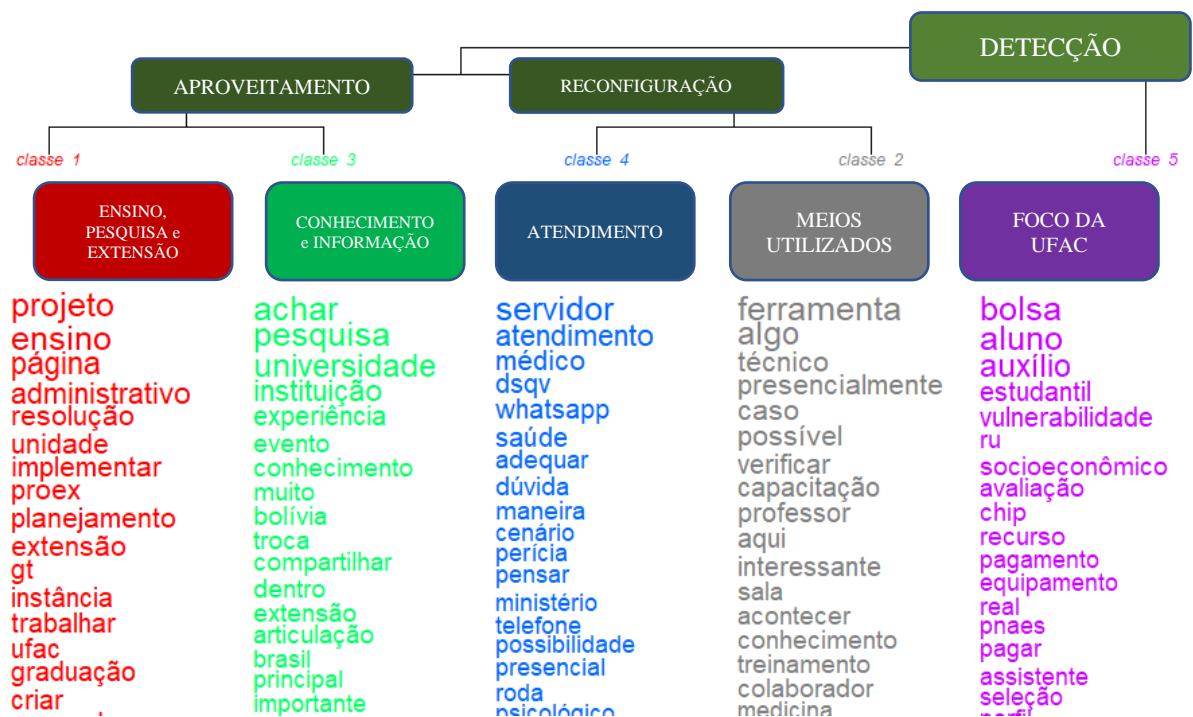 DETECÇÃO
APROVEITAMENTO
RECONFIGURAÇÃO
classe 1
classe 3
classe 4
classe 2
classe 5
ENSINO,
PESQUISA e
EXTENSÃO
CONHECIMENTO
e INFORMAÇÃO
ATENDIMENTO
MEIOS
UTILIZADOS
FOCO DA
UFAC
projeto
ensino
página
administrativo
resolução
unidade
implementar
proex
planejamento
extensão
gt
instância
trabalhar
ufac
graduação
criar
achar
pesquisa
universidade
instituição
experiência
evento
conhecimento
muito
bolívia
troca
compartilhar
dentro
extensão
articulação
brasil
principal
importante
servidor
atendimento
médico
dsqv
whatsapp
saúde
adequar
dúvida
maneira
cenário
perícia
pensar
ministério
telefone
possibilidade
presencial
roda
psicológico
ferramenta
algo
técnico
presencialmente
caso
possível
verificar
capacitação
professor
aqui
interessante
sala
acontecer
conhecimento
treinamento
colaborador
medicina
bolsa
aluno
auxílio
estudantil
vulnerabilidade
ru
socioeconômico
avaliação
chip
recurso
pagamento
equipamento
real
pnaes
pagar
assistente
seleção
perfil